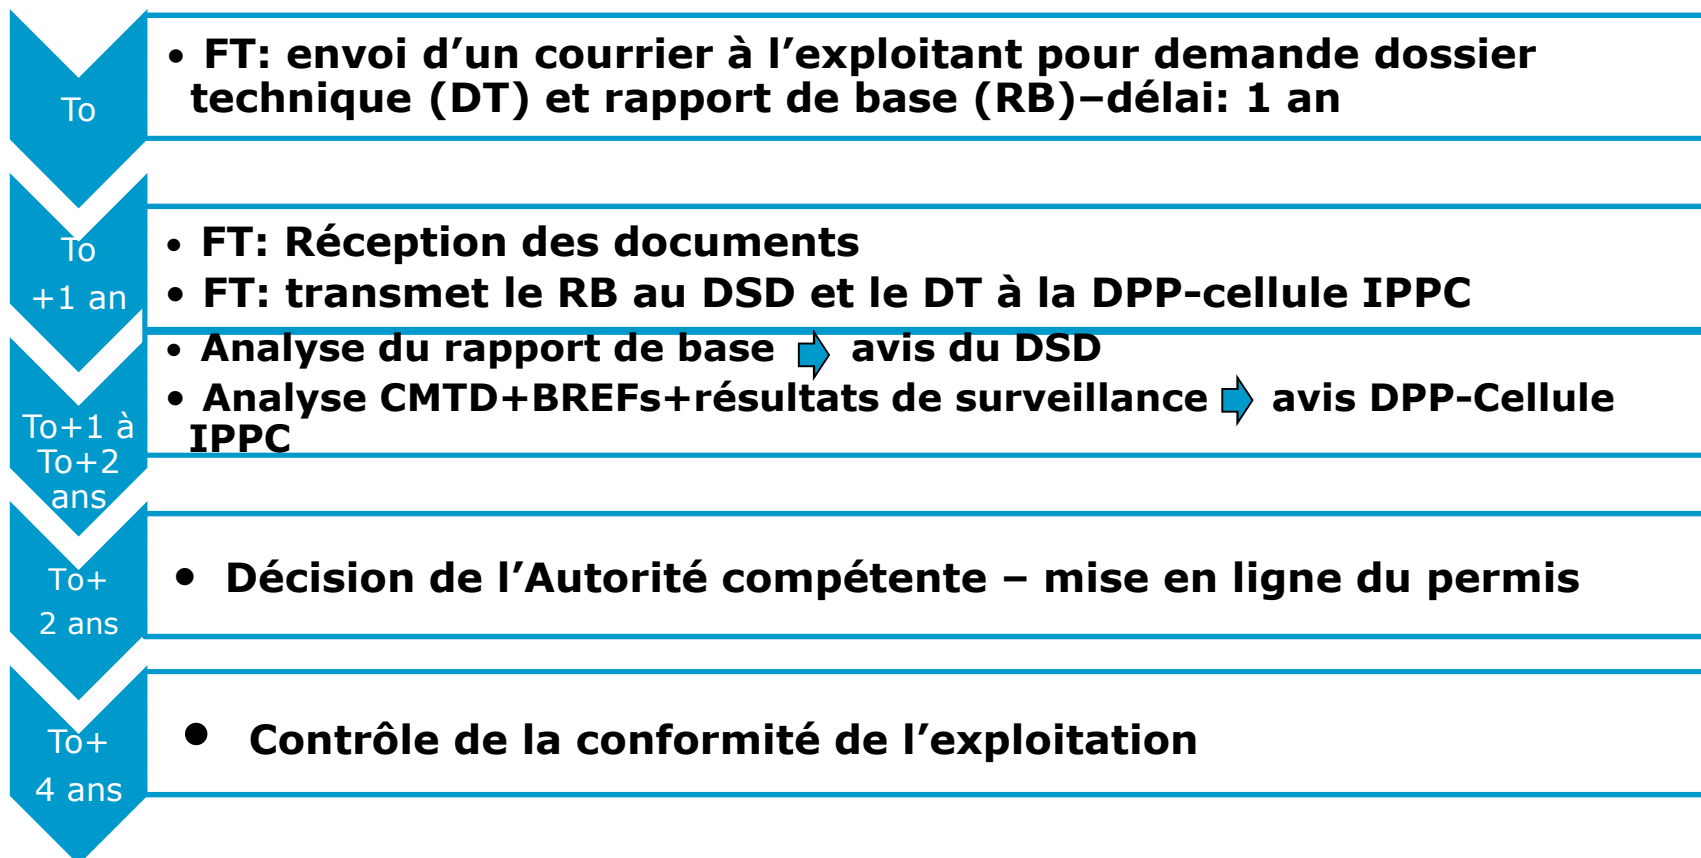 To
• FT: envoi d’un courrier à l’exploitant pour demande dossier
technique (DT) et rapport de base (RB)–délai: 1 an
To
+1 an
• FT: Réception des documents
• FT: transmet le RB au DSD et le DT à la DPP-cellule IPPC
To+1 à
To+2
ans
• Analyse du rapport de base avis du DSD
• Analyse CMTD+BREFs+résultats de surveillance avis DPP-Cellule
IPPC
To+
2 ans
• Décision de l’Autorité compétente – mise en ligne du permis
To+
4 ans
• Contrôle de la conformité de l’exploitation